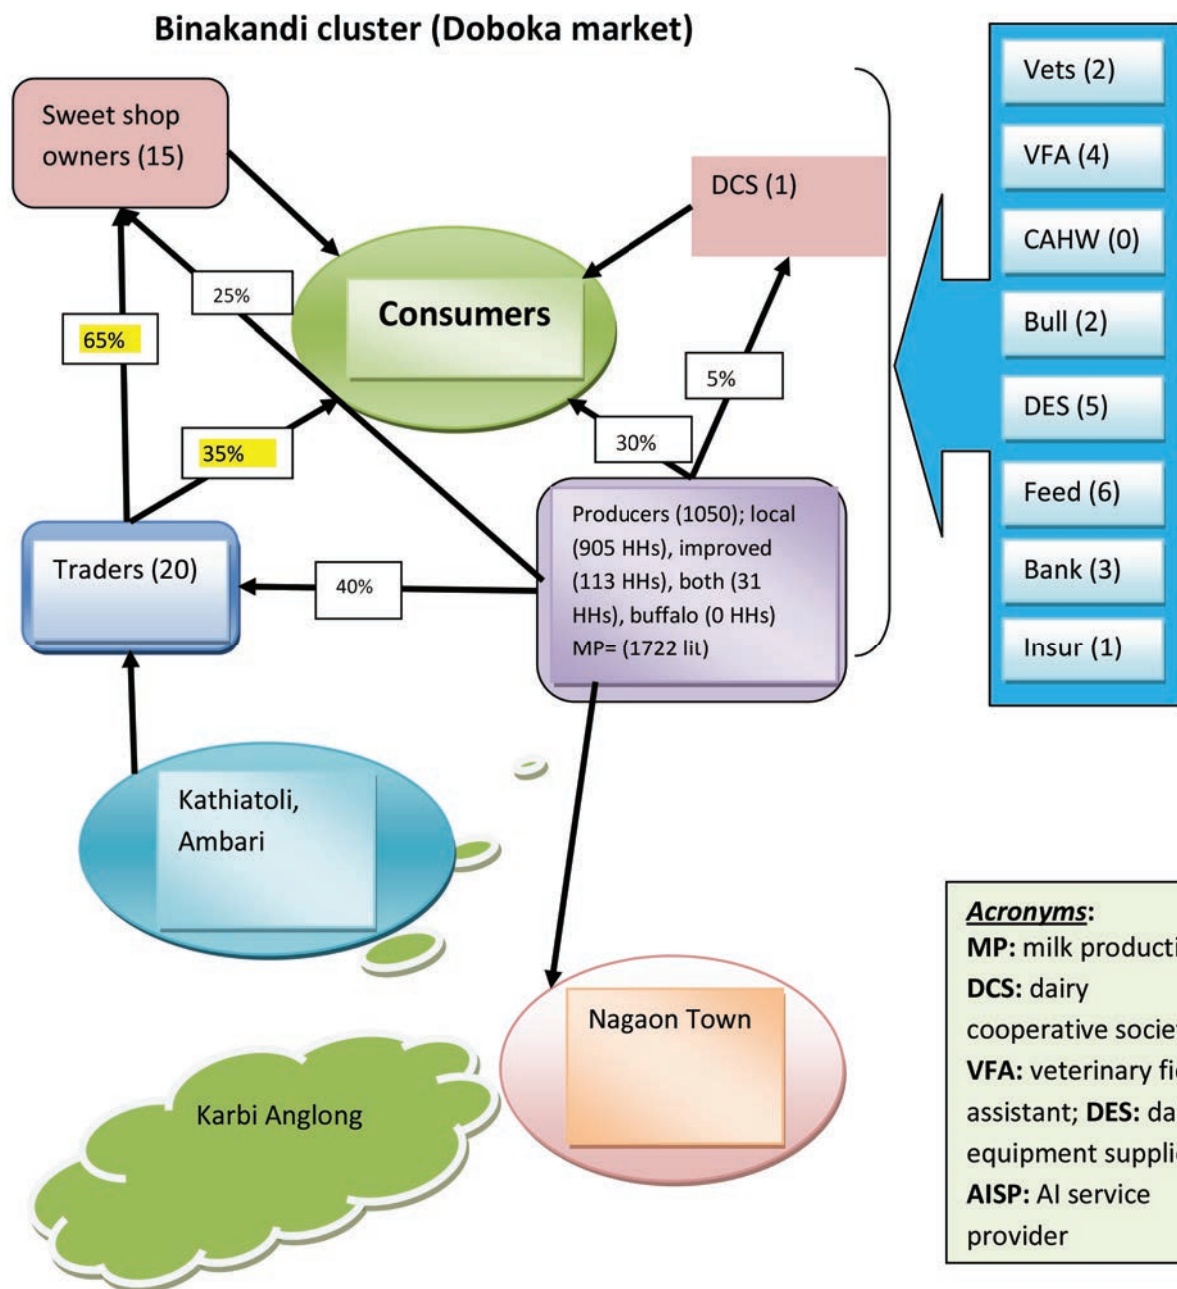 Binakandi cluster (Doboka market)
Sweet shop
owners (15)
DCS (1)
25%
Consumers
65%
5%
35%
30%
Traders (20)
40%
Producers (1050); local
(905 HHs), improved
(113 HHs), both (31
HHs), buffalo (0 HHs)
MP= (1722 lit)
Kathiatoli,
Ambari
Nagaon Town
Karbi Anglong
Vets (2)
VFA (4)
CAHW (0)
Bull (2)
DES (5)
Feed (6)
Bank (3)
Insur (1)
Acronyms:
MP: milk producti
DCS: dairy
cooperative socie
VFA: veterinary fi
assistant; DES: da
equipment suppli
AISP: AI service
provider